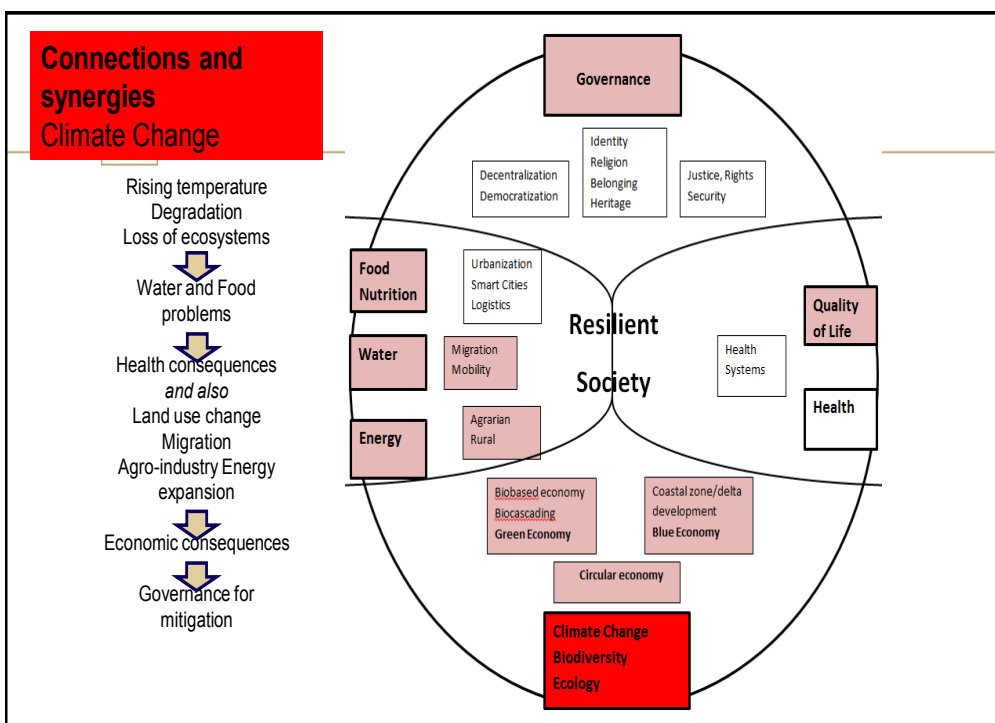 Connections and
synergies
Climate Change
Rising temperature
Degradation
Loss of ecosystems
Water and Food
problems
Health consequences
and also
Land use change
Migration
Agro-industry Energy
expansion
Economic consequences
Governance for
mitigation
Governance
Decentralization
Democratization
Identity
Religion
Belonging
Heritage
Justice, Rights
Security
Food
Nutrition
Urbanization
Smart Cities
Logistics
Water
Migration
Mobility
Energy
Agrarian
Rural
Resilient
Society
Health
Systems
Quality
of Life
Health
Biobased economy
Biocascading
Green Economy
Coastal zone/delta
development
Blue Economy
Circular economy
Climate Change
Biodiversity
Ecology